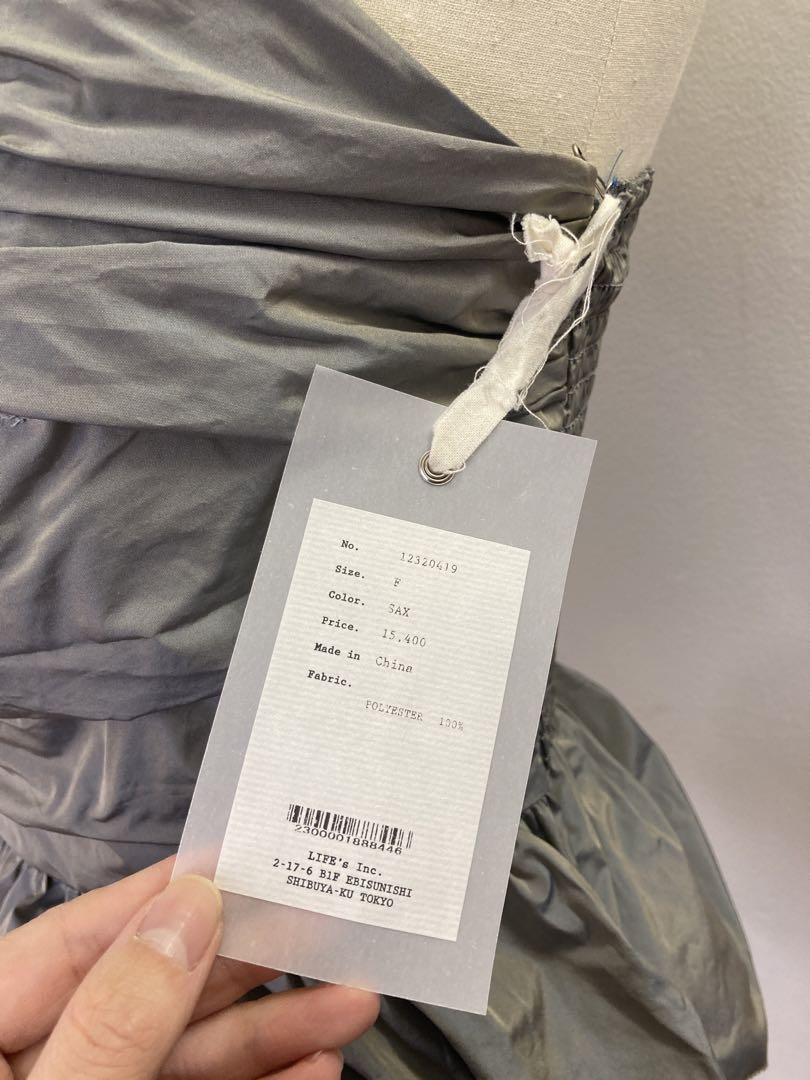 No. 12320419
Size. F
Color. SAX
Price. 15,400
Made in China
Fabric.
POLYESTER 100%
2300001888446
LIFE's Inc.
2-17-6 B1F EBISUNISHI
SHIBUYA-KU TOKYO